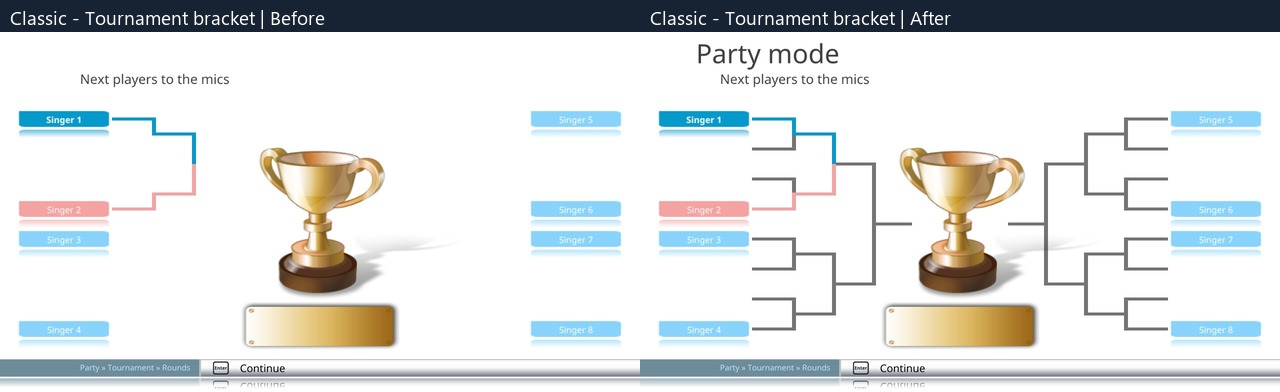 Classic - Tournament bracket | Before
Next players to the mics
Singer 1
Singer 2
Singer 3
Singer 4
Singer 5
Singer 6
Singer 7
Singer 8
Party » Tournament » Rounds
Enter
Continue
Classic - Tournament bracket | After
Party mode
Next players to the mics
Singer 1
Singer 2
Singer 3
Singer 4
Singer 5
Singer 6
Singer 7
Singer 8
Party » Tournament » Rounds
Enter
Continue